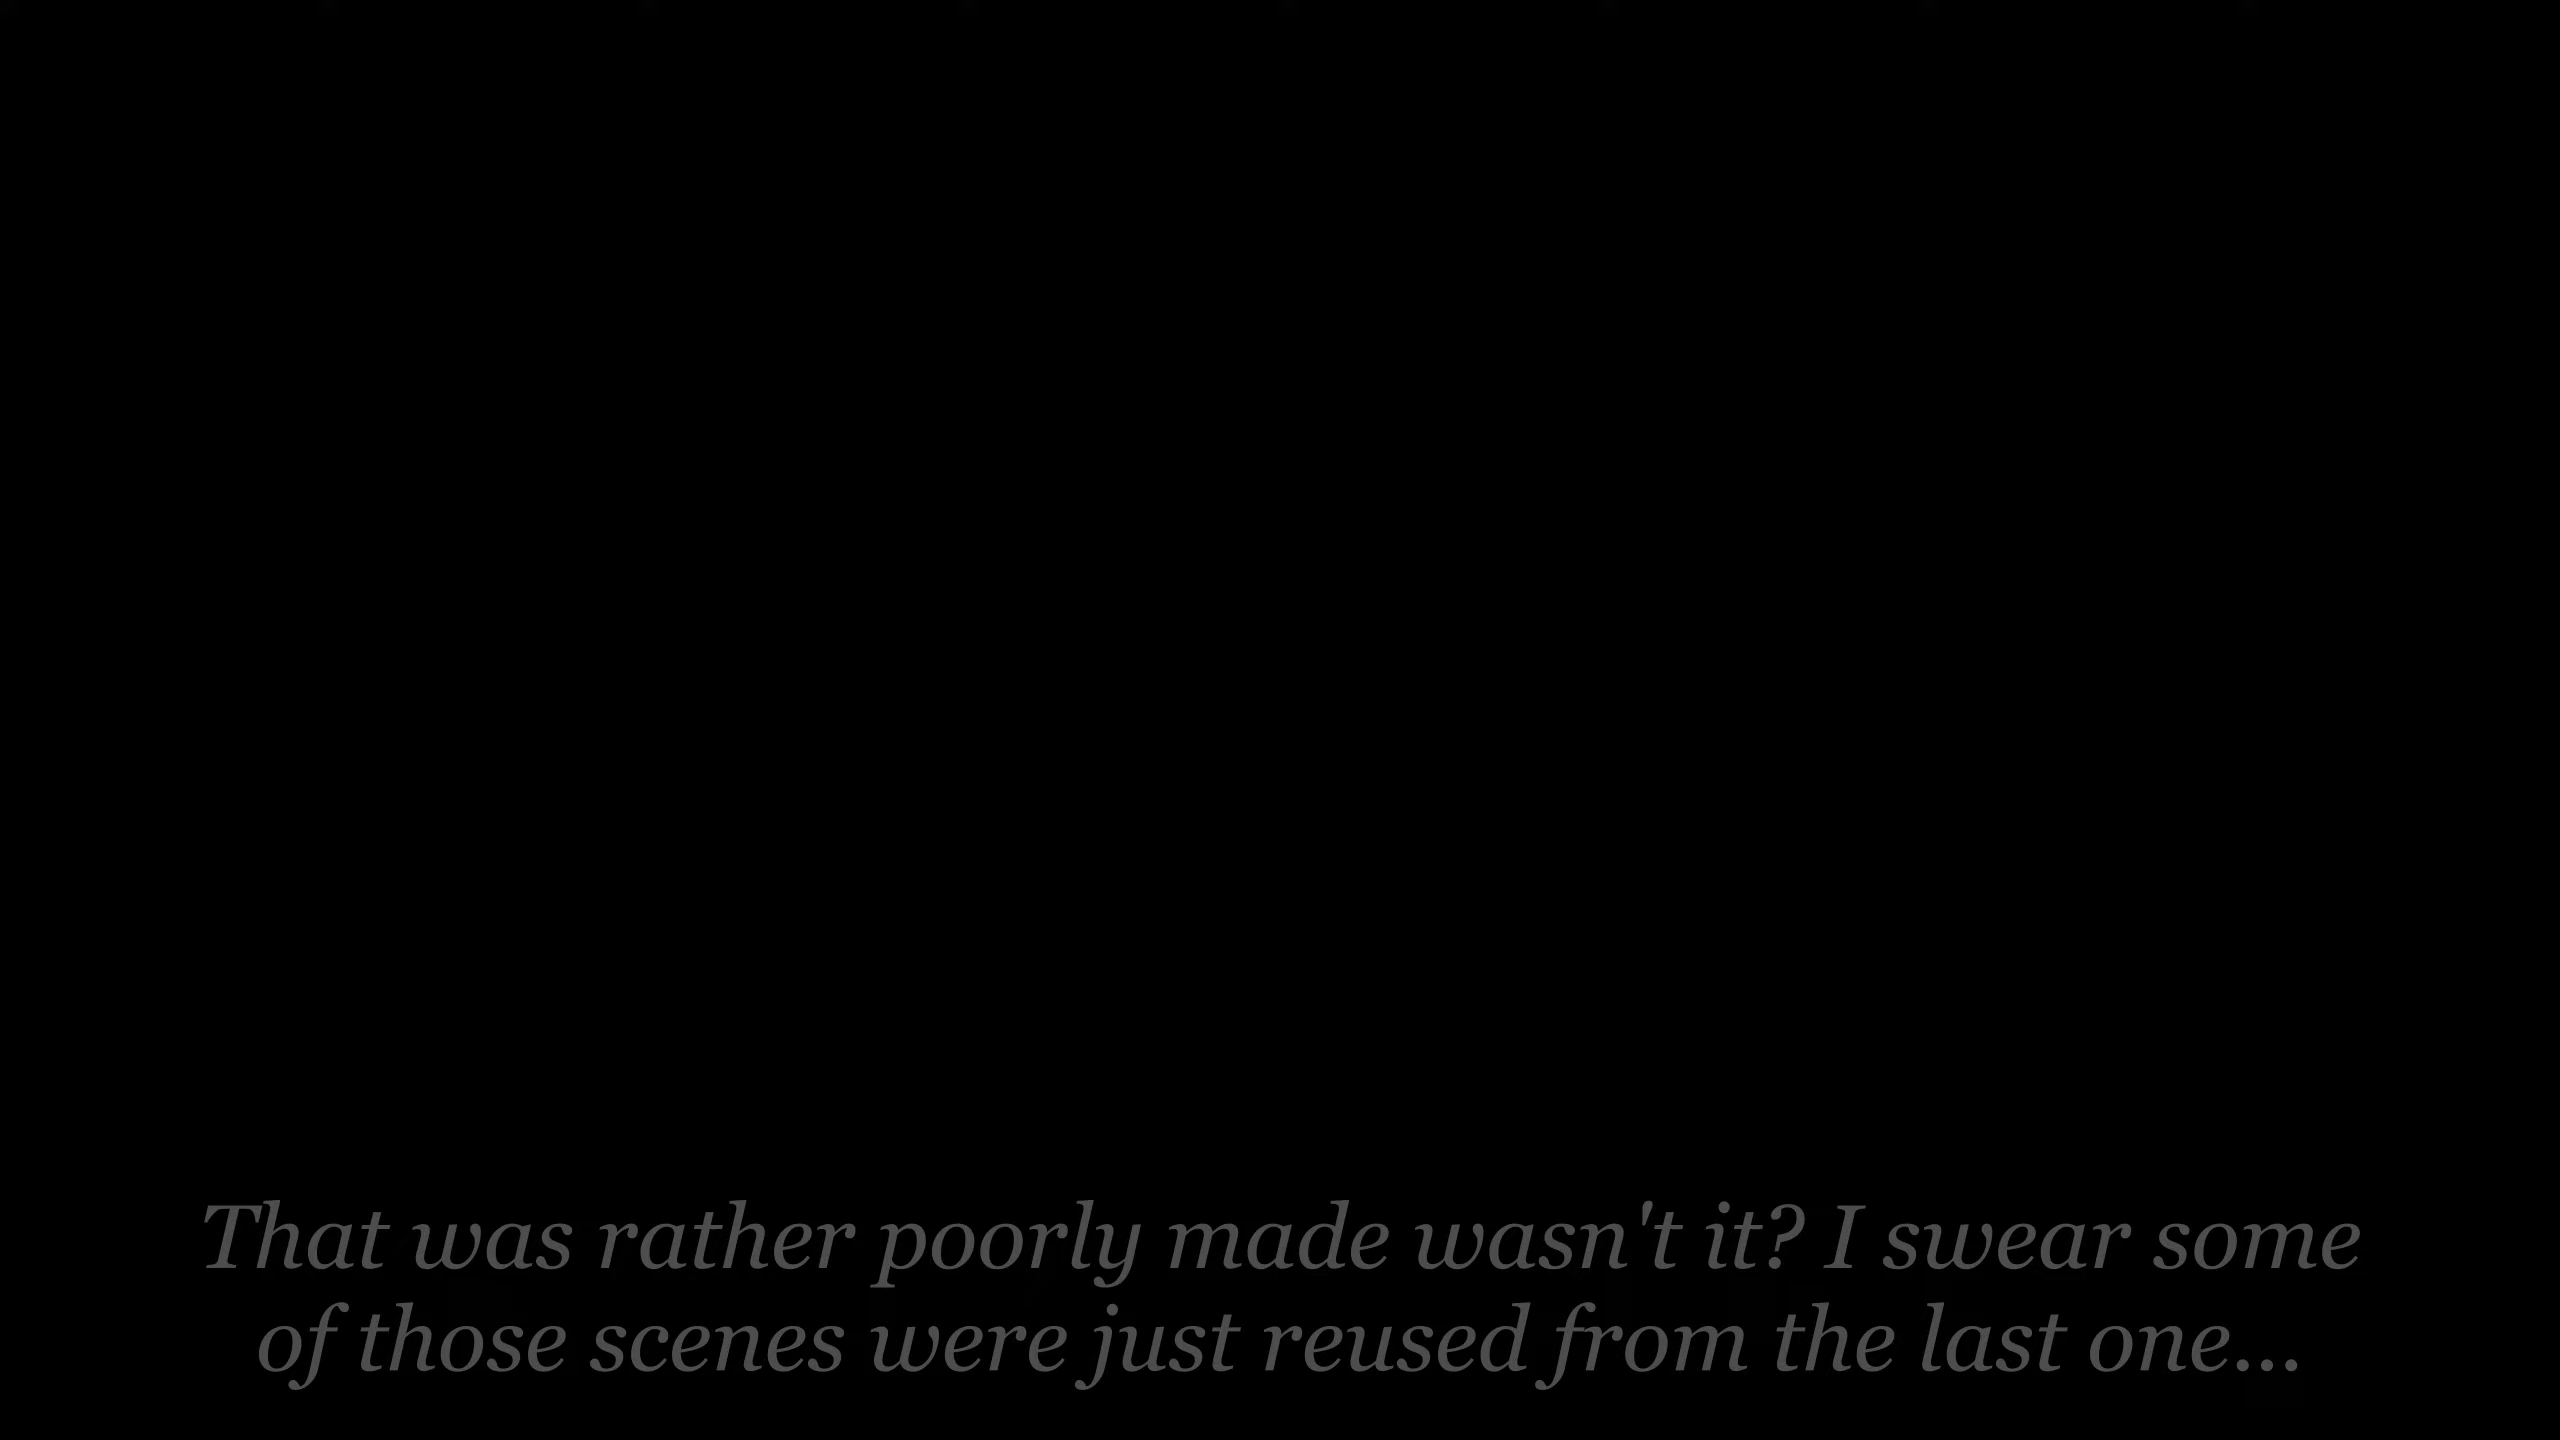 That was rather poorly made wasn't it? I swear some
of those scenes were just reused from the last one...